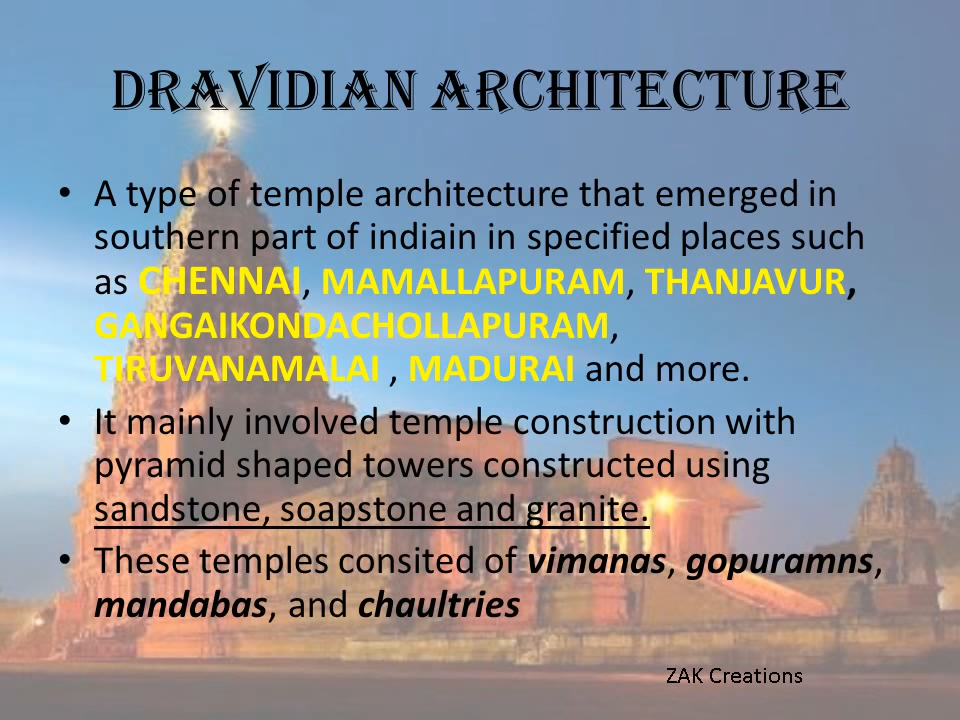 DRAVIDIAN ARCHITECTURE
• A type of temple architecture that emerged in
southern part of indiain in specified places such
as CHENNAI, MAMALLAPURAM, THANJAVUR,
GANGAIKONDACHOLLAPURAM,
TIRUVANAMALAI , MADURAI and more.
• It mainly involved temple construction with
pyramid shaped towers constructed using
sandstone, soapstone and granite.
• These temples consited of vimanas, gopuramns,
mandabas, and chaultries
ZAK Creations